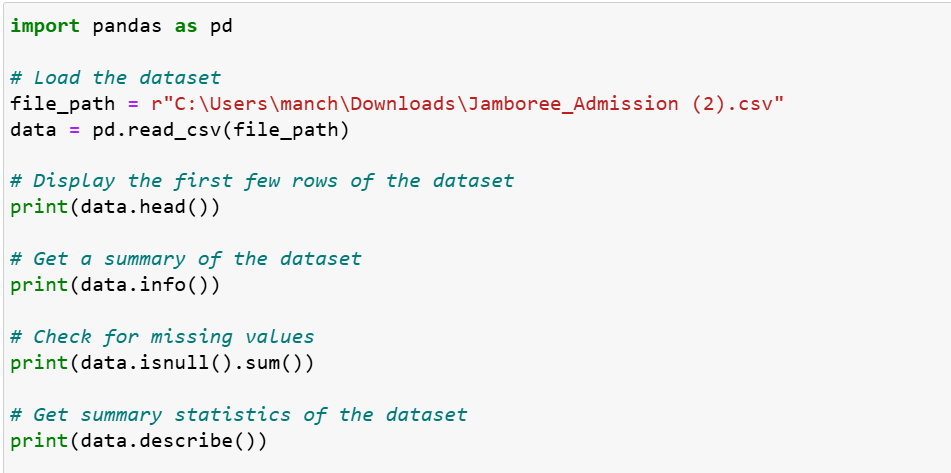 import pandas as pd
# Load the dataset
file_path = r"C:\Users\manch\Downloads\Jamboree_Admission (2).csv"
data = pd.read_csv(file_path)
# Display the first few rows of the dataset
print(data.head())
# Get a summary of the dataset
print(data.info())
# Check for missing values
print(data.isnull().sum())
# Get summary statistics of the dataset
print(data.describe())